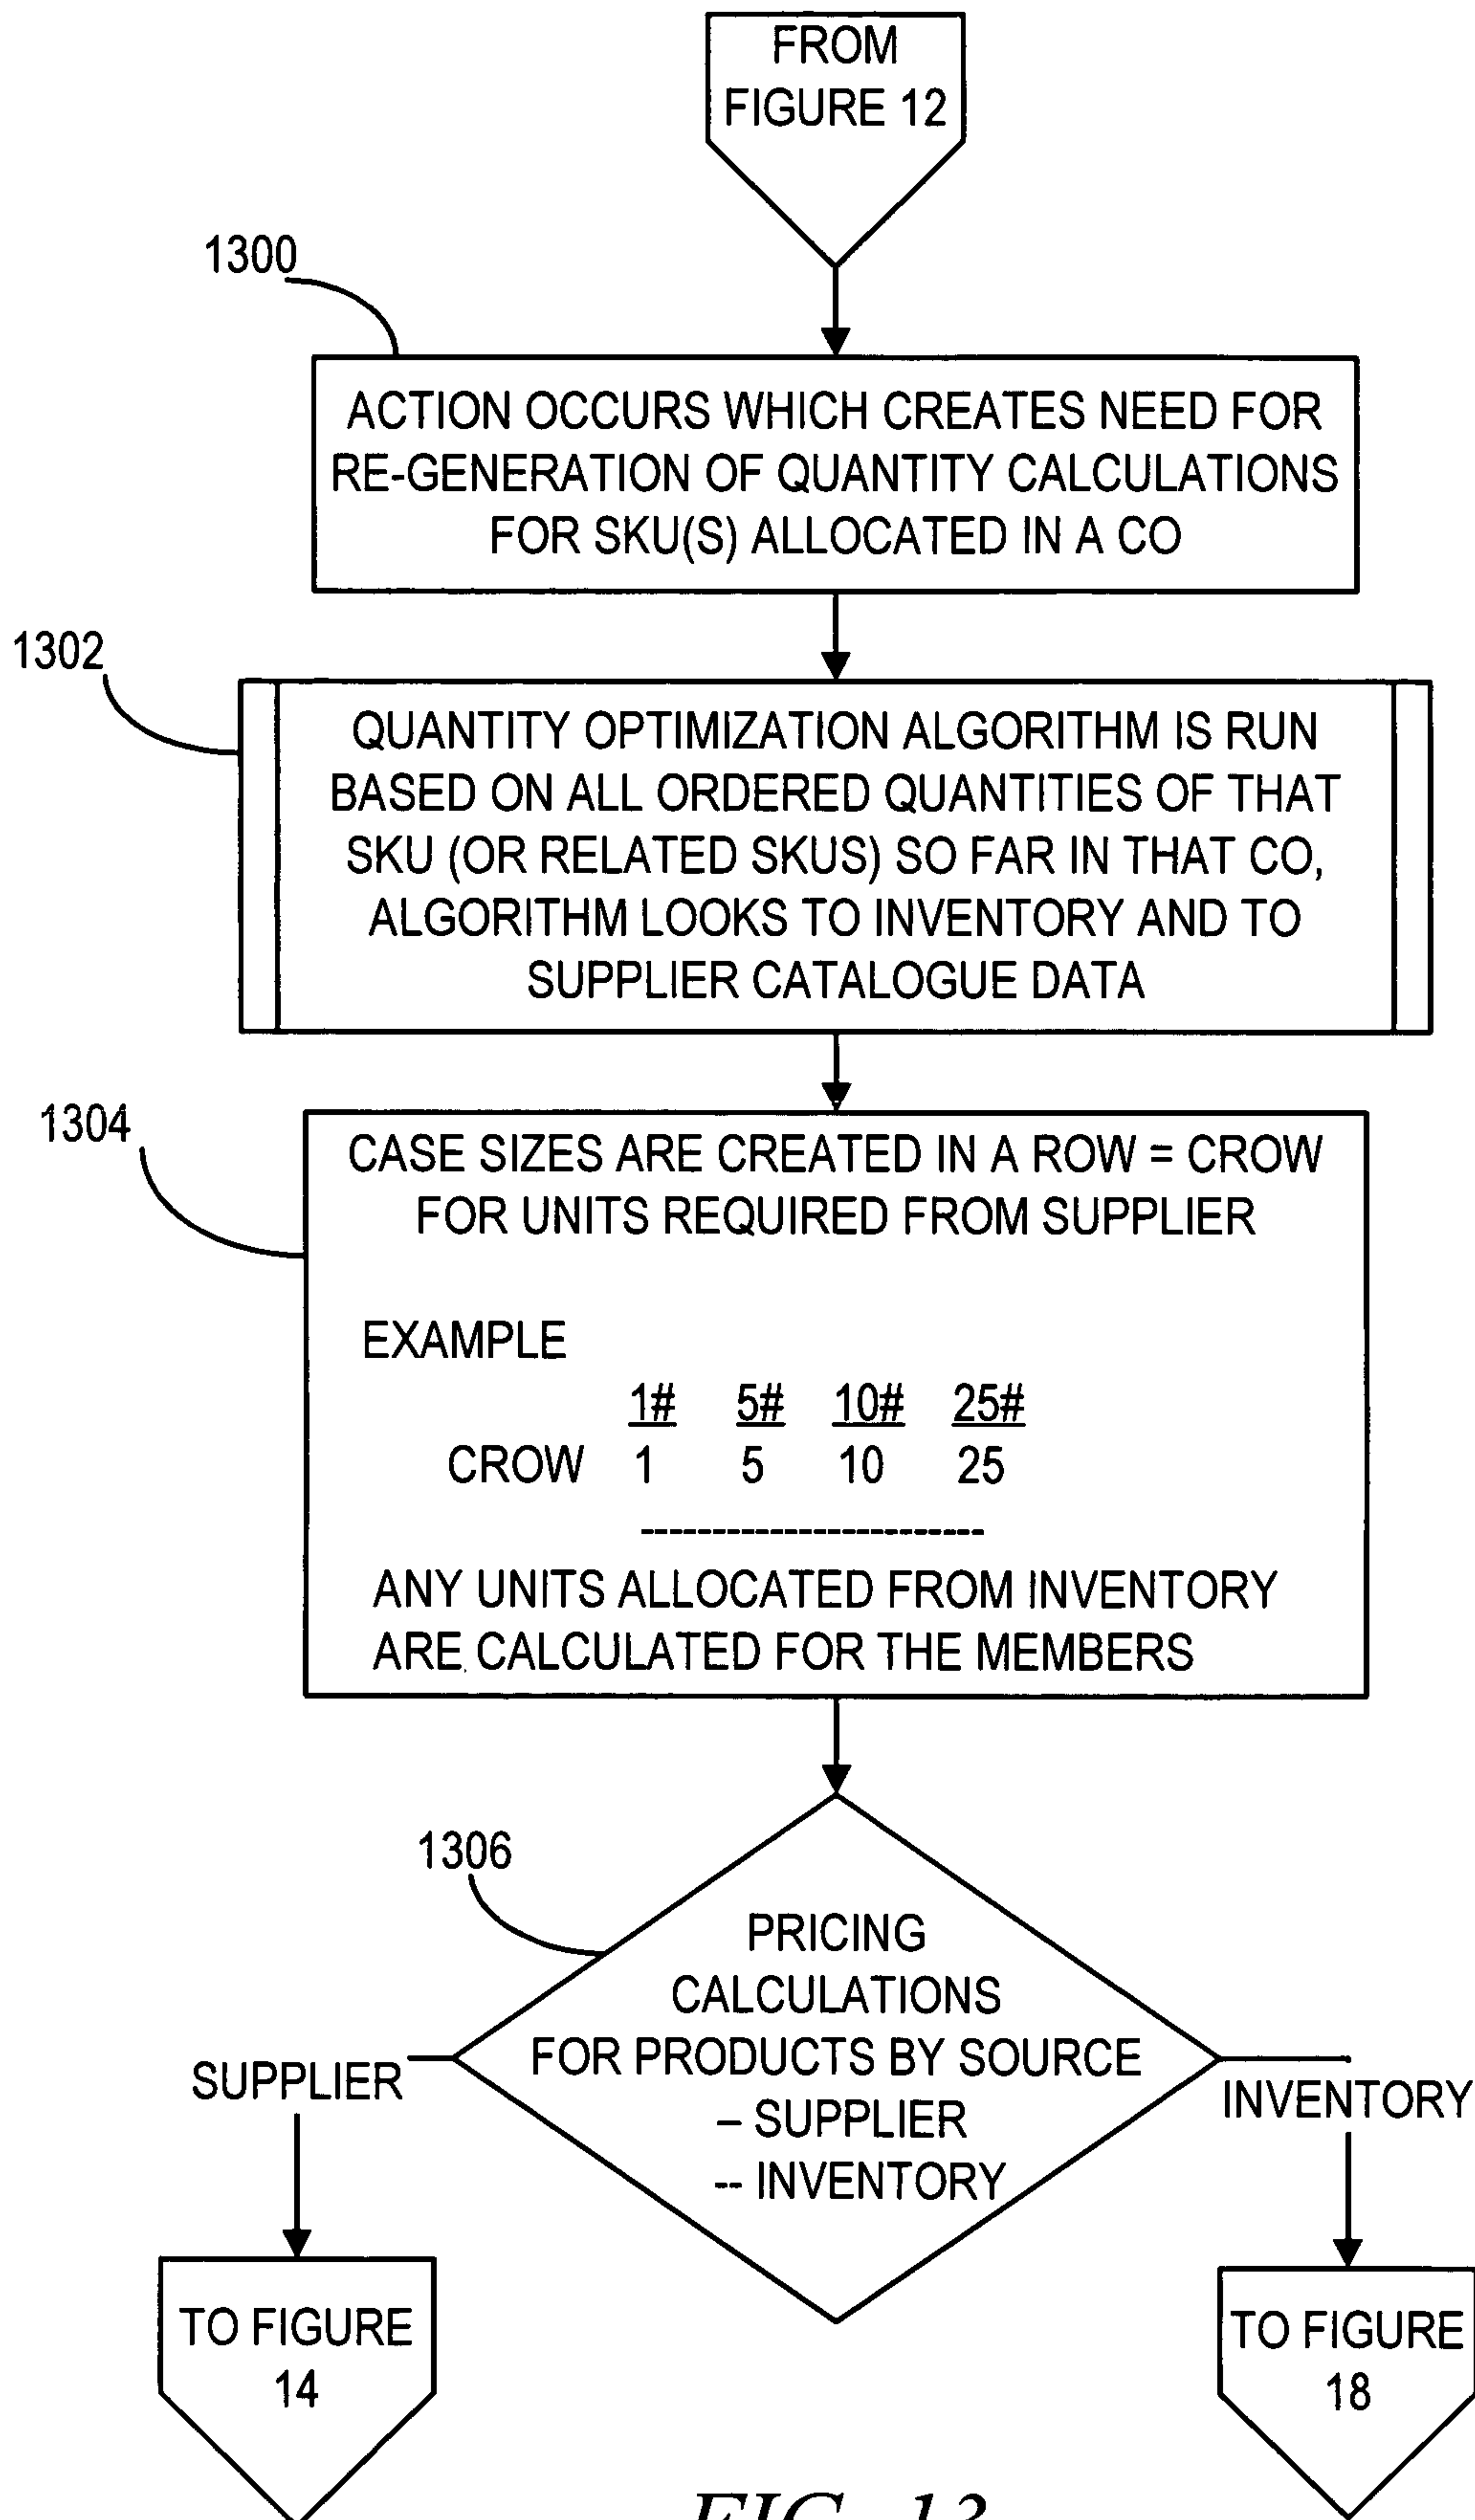 FROM
FIGURE 12
1300
ACTION OCCURS WHICH CREATES NEED FOR
RE-GENERATION OF QUANTITY CALCULATIONS
FOR SKU(S) ALLOCATED IN A CO
1302
QUANTITY OPTIMIZATION ALGORITHM IS RUN
BASED ON ALL ORDERED QUANTITIES OF THAT
SKU (OR RELATED SKUS) SO FAR IN THAT CO,
ALGORITHM LOOKS TO INVENTORY AND TO
SUPPLIER CATALOGUE DATA
1304
CASE SIZES ARE CREATED IN A ROW = CROW
FOR UNITS REQUIRED FROM SUPPLIER
EXAMPLE
1# 5# 10# 25#
CROW 1 5 10 25
ANY UNITS ALLOCATED FROM INVENTORY
ARE CALCULATED FOR THE MEMBERS
1306
PRICING
CALCULATIONS
FOR PRODUCTS BY SOURCE
– SUPPLIER
-- INVENTORY
SUPPLIER
INVENTORY
TO FIGURE
14
TO FIGURE
18